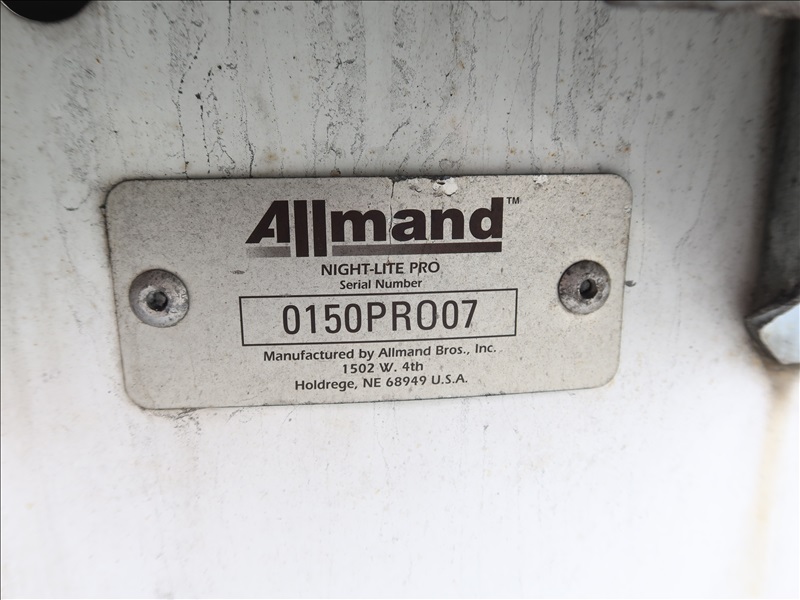 Allmand™
NIGHT-LITE PRO
Serial Number
0150PRO07
Manufactured by Allmand Bros., Inc.
1502 W. 4th
Holdrege, NE 68949 U.S.A.